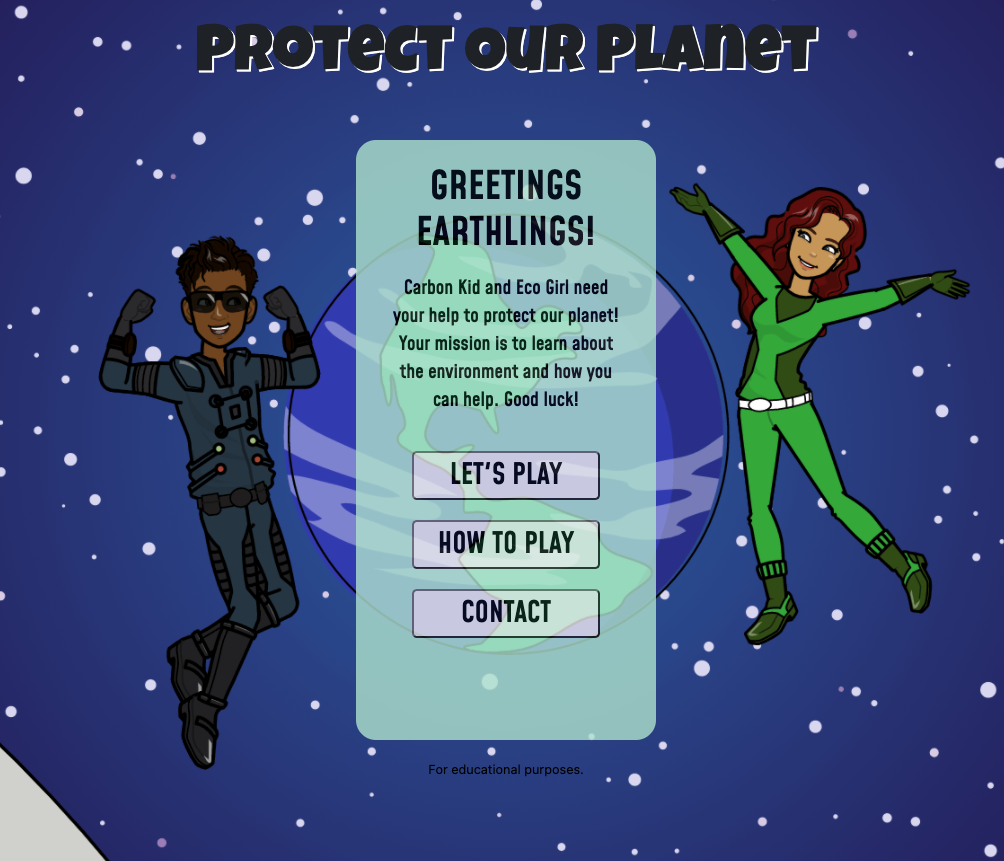 PROTECT OUR PLANET
GREETINGS
EARTHLINGS!
Carbon Kid and Eco Girl need
your help to protect our planet!
Your mission is to learn about
the environment and how you
can help. Good luck!
LET'S PLAY
HOW TO PLAY
CONTACT
For educational purposes.